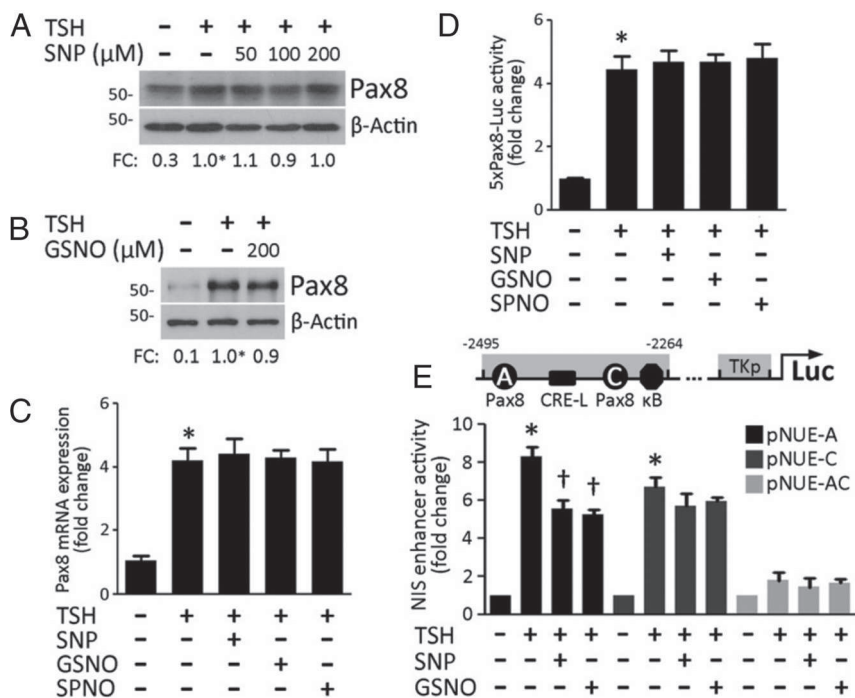 A
TSH - + + + +
SNP (μM) - - 50 100 200
50- Pax8
50- β-Actin
FC: 0.3 1.0* 1.1 0.9 1.0
B
TSH - + +
GSNO (μM) - - 200
50- Pax8
50- β-Actin
FC: 0.1 1.0* 0.9
C
Pax8 mRNA expression
(fold change)
6
4
2
0
*
TSH - + + + +
SNP - - + - -
GSNO - - - + -
SPNO - - - - +
D
5xPax8-Luc activity
(fold change)
6
4
2
0
*
TSH - + + + +
SNP - - + - -
GSNO - - - + -
SPNO - - - - +
E
-2495 -2264
A C ... TKp Luc
Pax8 CRE-L Pax8 κB
NIS enhancer activity
(fold change)
10
8
6
4
2
0
* † † *
pNUE-A
pNUE-C
pNUE-AC
TSH - + + + - + + + - + + +
SNP - - + - - - + - - - + -
GSNO - - - + - - - + - - - +